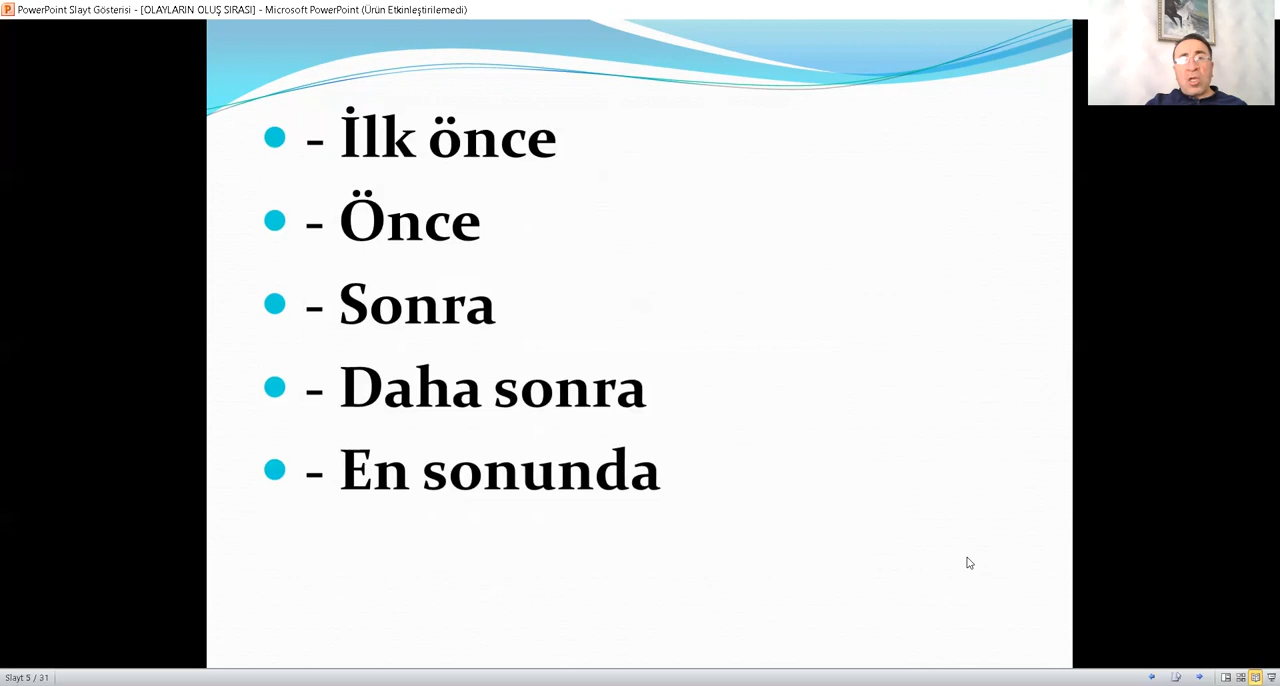 PowerPoint Slayt Gösterisi - [OLAYLARIN OLUŞ SIRASI] - Microsoft PowerPoint (Ürün Etkinleştirilemedi)
- İlk önce
- Önce
- Sonra
- Daha sonra
- En sonunda
Slayt 5 / 31